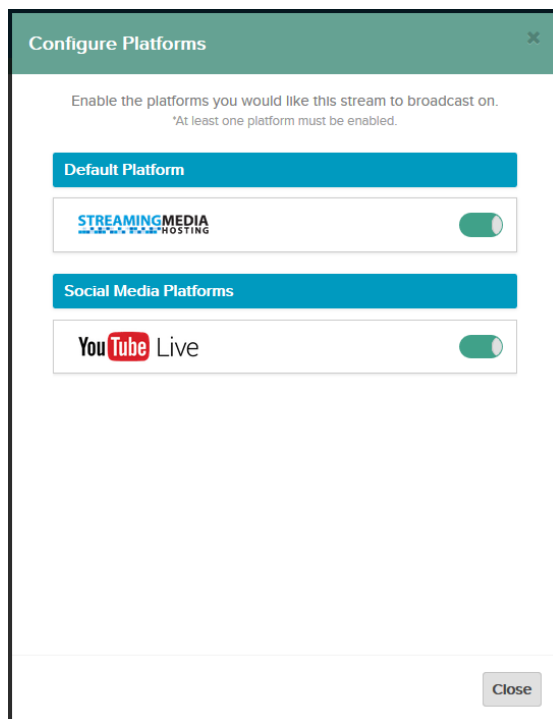 Configure Platforms
Enable the platforms you would like this stream to broadcast on.
*At least one platform must be enabled.
Default Platform
STREAMINGMEDIA
HOSTING
Social Media Platforms
YouTube Live
Close